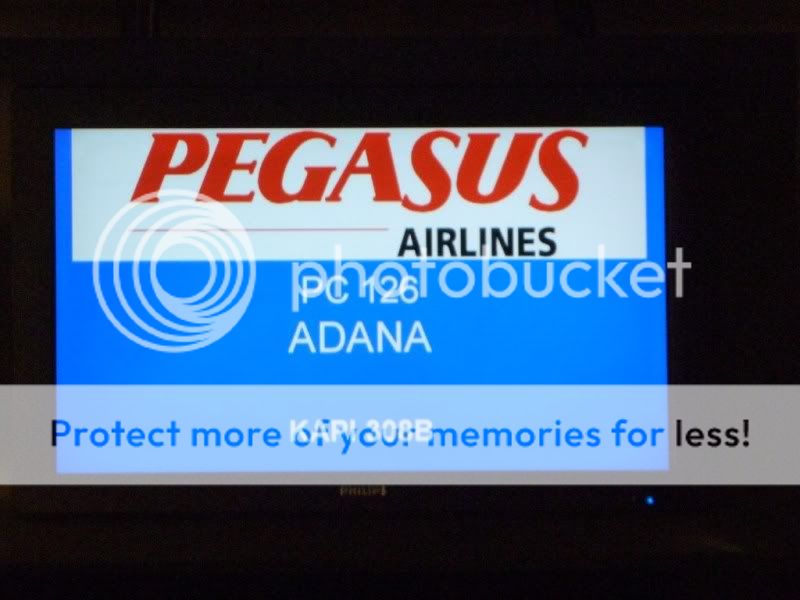 PEGASUS
AIRLINES
photobucket
PC 126
ADANA
KAPI 308B
Protect more of your memories for less!
PHILIPS